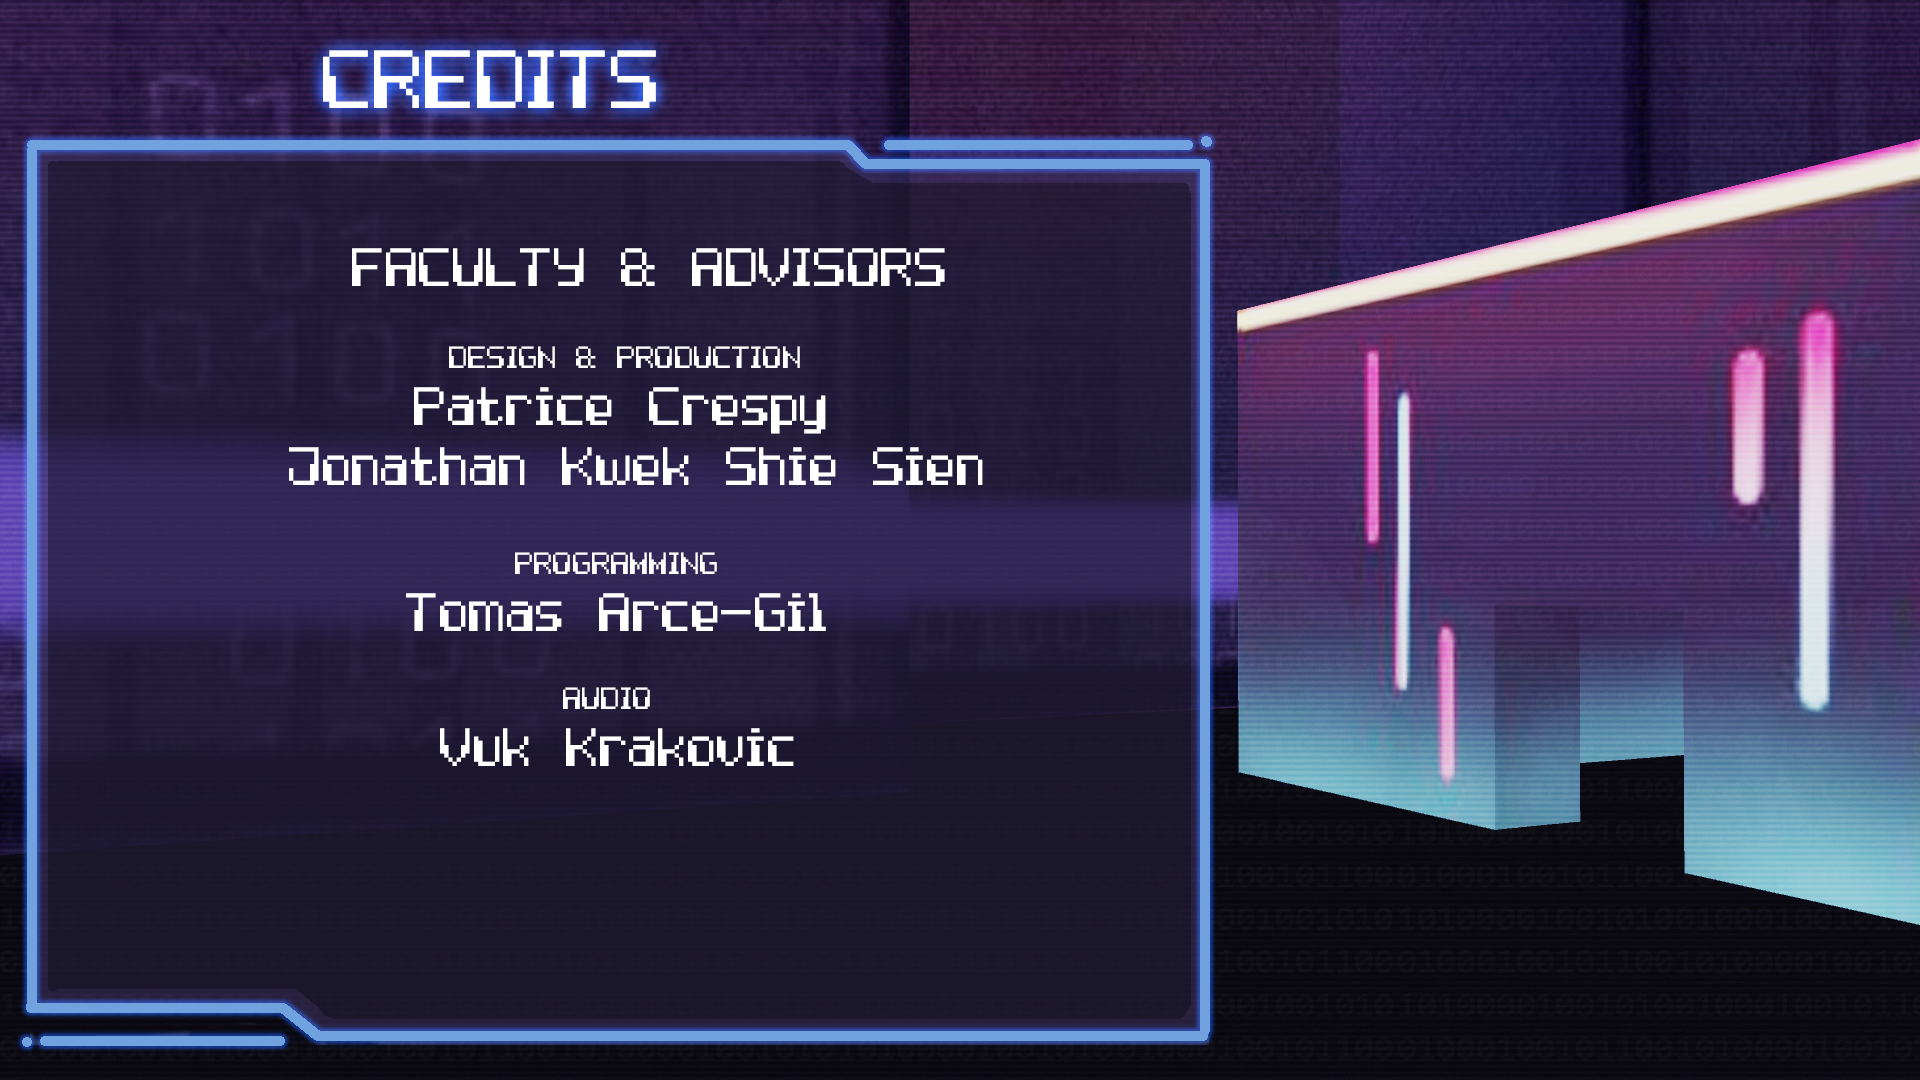 CREDITS
FACULTY & ADVISORS
DESIGN & PRODUCTION
Patrice Crespy
Jonathan Kwek Shie Sien
PROGRAMMING
Tomas Arce-Gil
AUDIO
Vuk Krakovic